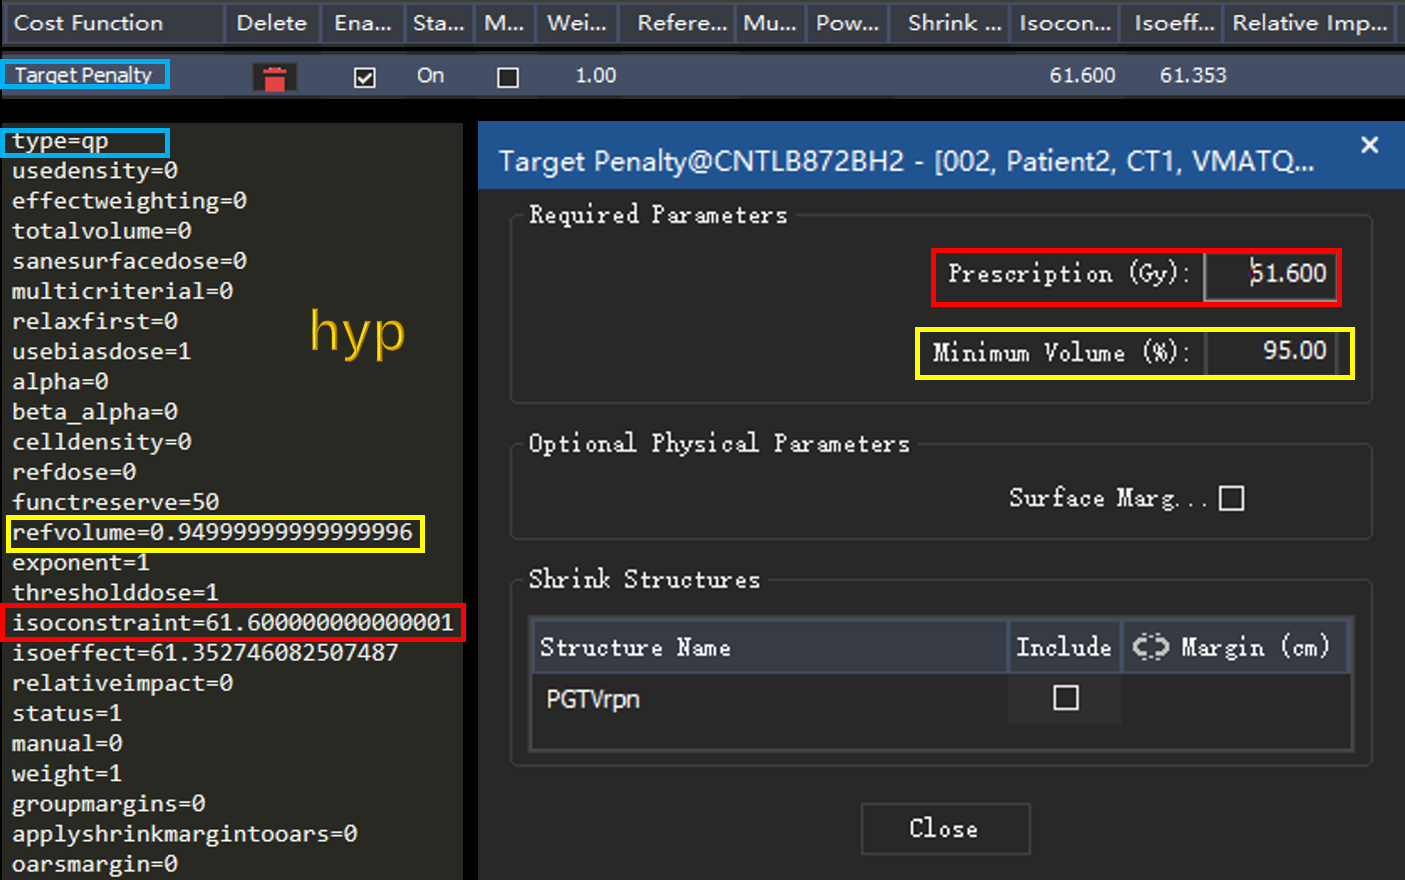 Cost Function Delete Ena... Sta... M... Wei... Refere... Mu... Pow... Shrink ... Isocon... Isoeff... Relative Imp...
Target Penalty On 1.00 61.600 61.353
type=qp
usedensity=0
effectweighting=0
totalvolume=0
sanesurfacedose=0
multicriterial=0
relaxfirst=0
usebiasdose=1
alpha=0
beta_alpha=0
celldensity=0
refdose=0
functreserve=50
refvolume=0.94999999999999996
exponent=1
thresholddose=1
isoconstraint=61.600000000000001
isoeffect=61.352746082507487
relativeimpact=0
status=1
manual=0
weight=1
groupmargins=0
applyshrinkmargintooars=0
oarsmargin=0
hyp
Target Penalty@CNTLB872BH2 - [002, Patient2, CT1, VMATQ...
Required Parameters
Prescription (Gy): 61.600
Minimum Volume (%): 95.00
Optional Physical Parameters
Surface Marg...
Shrink Structures
Structure Name Include Margin (cm)
PGTVrpn
Close